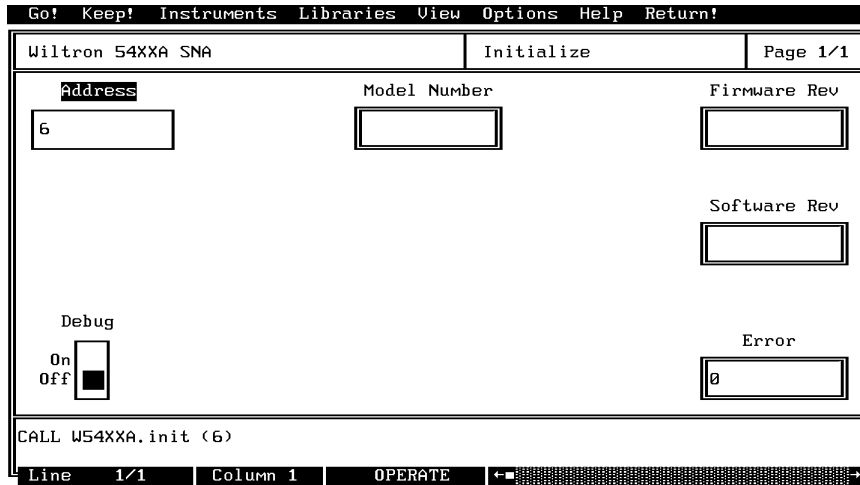 Go! Keep! Instruments Libraries View Options Help Return!
Wiltron 54XXA SNA Initialize Page 1/1
Address Model Number Firmware Rev
6
Software Rev
Debug
On
Off
Error
0
CALL W54XXA.init (6)
Line 1/1 Column 1 OPERATE